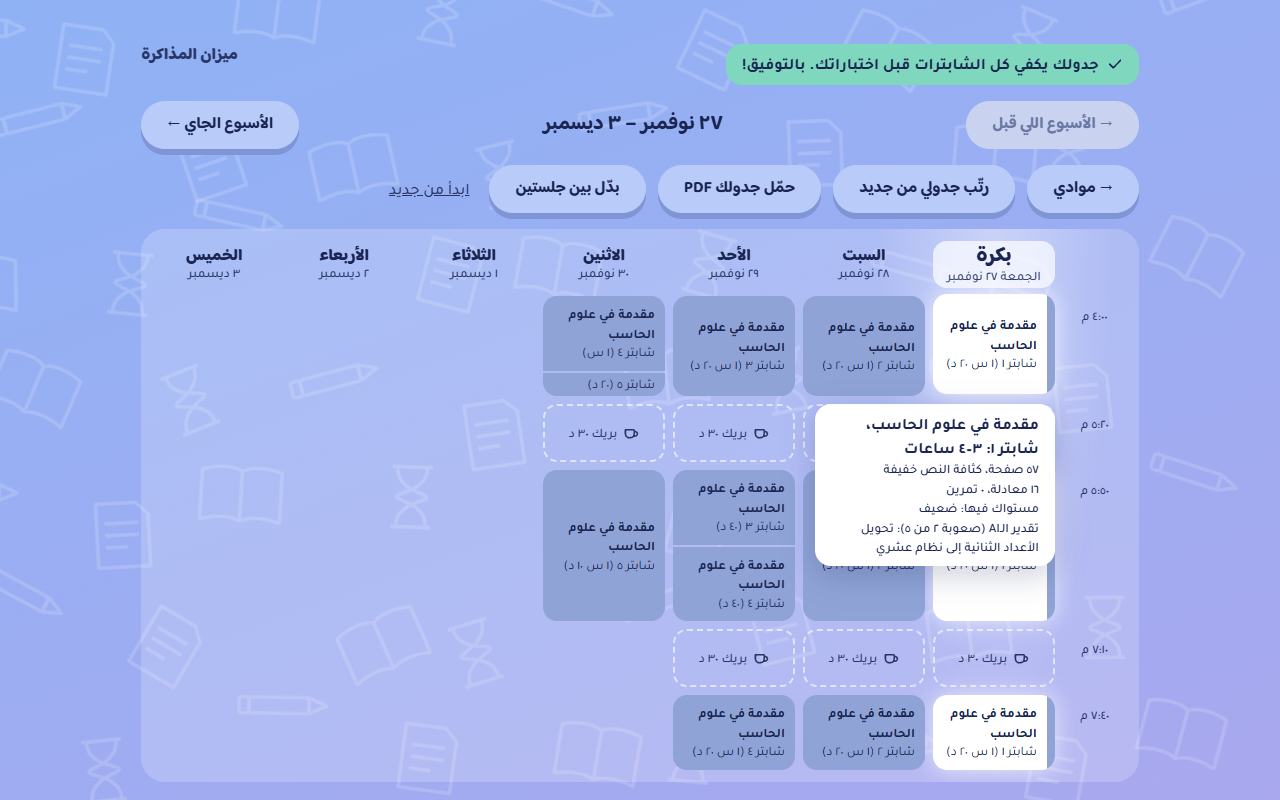 جدولك يكفي كل الشابترات قبل اختباراتك. بالتوفيق!
ميزان المذاكرة
→ الأسبوع اللي قبل
٢٧ نوفمبر – ٣ ديسمبر
الأسبوع الجاي ←
→ موادي
رتّب جدولي من جديد
حمّل جدولك PDF
بدّل بين جلستين
ابدأ من جديد
بكرة
الجمعة ٢٧ نوفمبر
السبت
٢٨ نوفمبر
الأحد
٢٩ نوفمبر
الاثنين
٣٠ نوفمبر
الثلاثاء
١ ديسمبر
الأربعاء
٢ ديسمبر
الخميس
٣ ديسمبر
٤:٠٠ م
مقدمة في علوم
الحاسب
شابتر ١ (١ س ٢٠ د)
مقدمة في علوم
الحاسب
شابتر ٢ (١ س ٢٠ د)
مقدمة في علوم
الحاسب
شابتر ٣ (١ س ٢٠ د)
مقدمة في علوم
الحاسب
شابتر ٤ (١ س)
شابتر ٥ (٢٠ د)
٥:٢٠ م
مقدمة في علوم الحاسب،
شابتر ١: ٣-٤ ساعات
٥٧ صفحة، كثافة النص خفيفة
١٦ معادلة، ٠ تمرين
مستواك فيها: ضعيف
تقدير الـAI (صعوبة ٢ من ٥): تحويل
الأعداد الثنائية إلى نظام عشري
بريك ٣٠ د
بريك ٣٠ د
٥:٥٠ م
شابتر ١ (١ س ٢٠ د)
شابتر ٢ (١ س ٢٠ د)
مقدمة في علوم
الحاسب
شابتر ٣ (٤٠ د)
مقدمة في علوم
الحاسب
شابتر ٤ (٤٠ د)
مقدمة في علوم
الحاسب
شابتر ٥ (١ س ١٠ د)
٧:١٠ م
بريك ٣٠ د
بريك ٣٠ د
بريك ٣٠ د
٧:٤٠ م
مقدمة في علوم
الحاسب
شابتر ١ (١ س ٢٠ د)
مقدمة في علوم
الحاسب
شابتر ٢ (١ س ٢٠ د)
مقدمة في علوم
الحاسب
شابتر ٤ (١ س ٢٠ د)